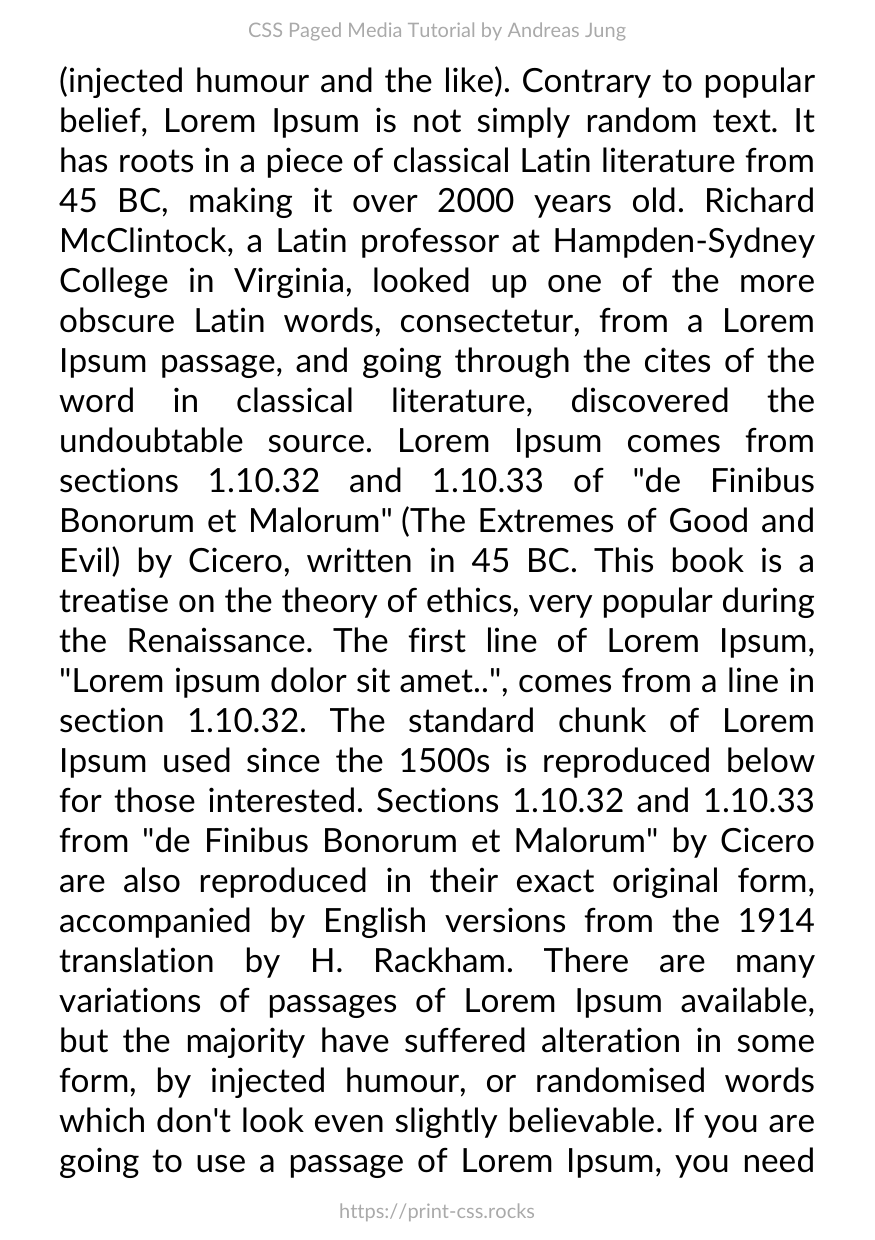 CSS Paged Media Tutorial by Andreas Jung
(injected humour and the like). Contrary to popular
belief, Lorem Ipsum is not simply random text. It
has roots in a piece of classical Latin literature from
45 BC, making it over 2000 years old. Richard
McClintock, a Latin professor at Hampden-Sydney
College in Virginia, looked up one of the more
obscure Latin words, consectetur, from a Lorem
Ipsum passage, and going through the cites of the
word in classical literature, discovered the
undoubtable source. Lorem Ipsum comes from
sections 1.10.32 and 1.10.33 of "de Finibus
Bonorum et Malorum" (The Extremes of Good and
Evil) by Cicero, written in 45 BC. This book is a
treatise on the theory of ethics, very popular during
the Renaissance. The first line of Lorem Ipsum,
"Lorem ipsum dolor sit amet..", comes from a line in
section 1.10.32. The standard chunk of Lorem
Ipsum used since the 1500s is reproduced below
for those interested. Sections 1.10.32 and 1.10.33
from "de Finibus Bonorum et Malorum" by Cicero
are also reproduced in their exact original form,
accompanied by English versions from the 1914
translation by H. Rackham. There are many
variations of passages of Lorem Ipsum available,
but the majority have suffered alteration in some
form, by injected humour, or randomised words
which don't look even slightly believable. If you are
going to use a passage of Lorem Ipsum, you need
https://print-css.rocks